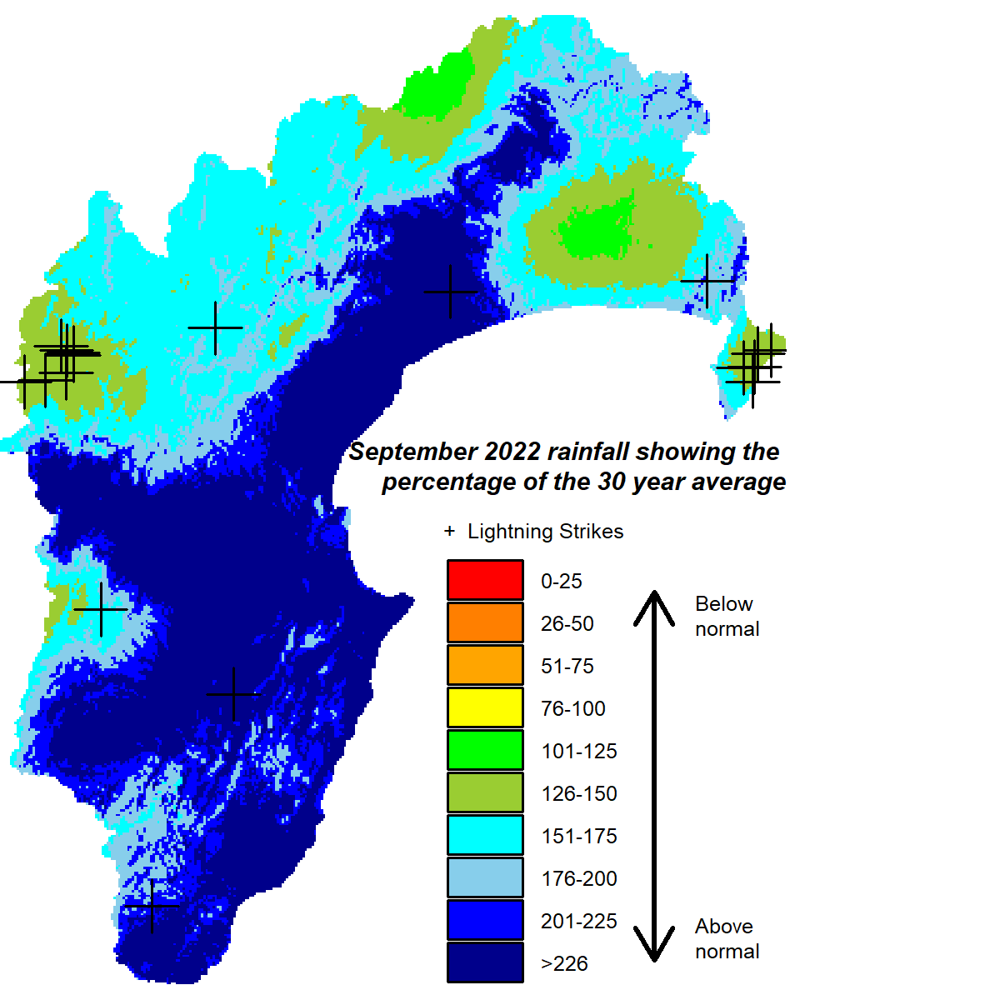 September 2022 rainfall showing the
percentage of the 30 year average
+ Lightning Strikes
0-25
26-50
51-75
76-100
101-125
126-150
151-175
176-200
201-225
>226
Below
normal
Above
normal